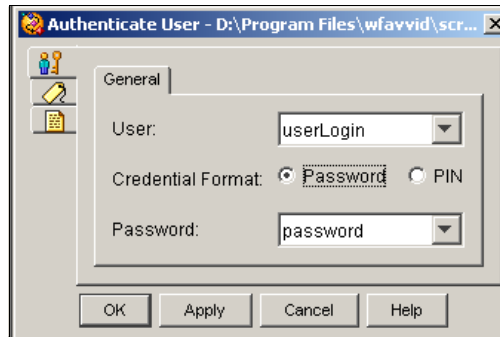 Authenticate User - D:\Program Files\wfavvid\scr...
General
User: userLogin
Credential Format: Password PIN
Password: password
OK Apply Cancel Help